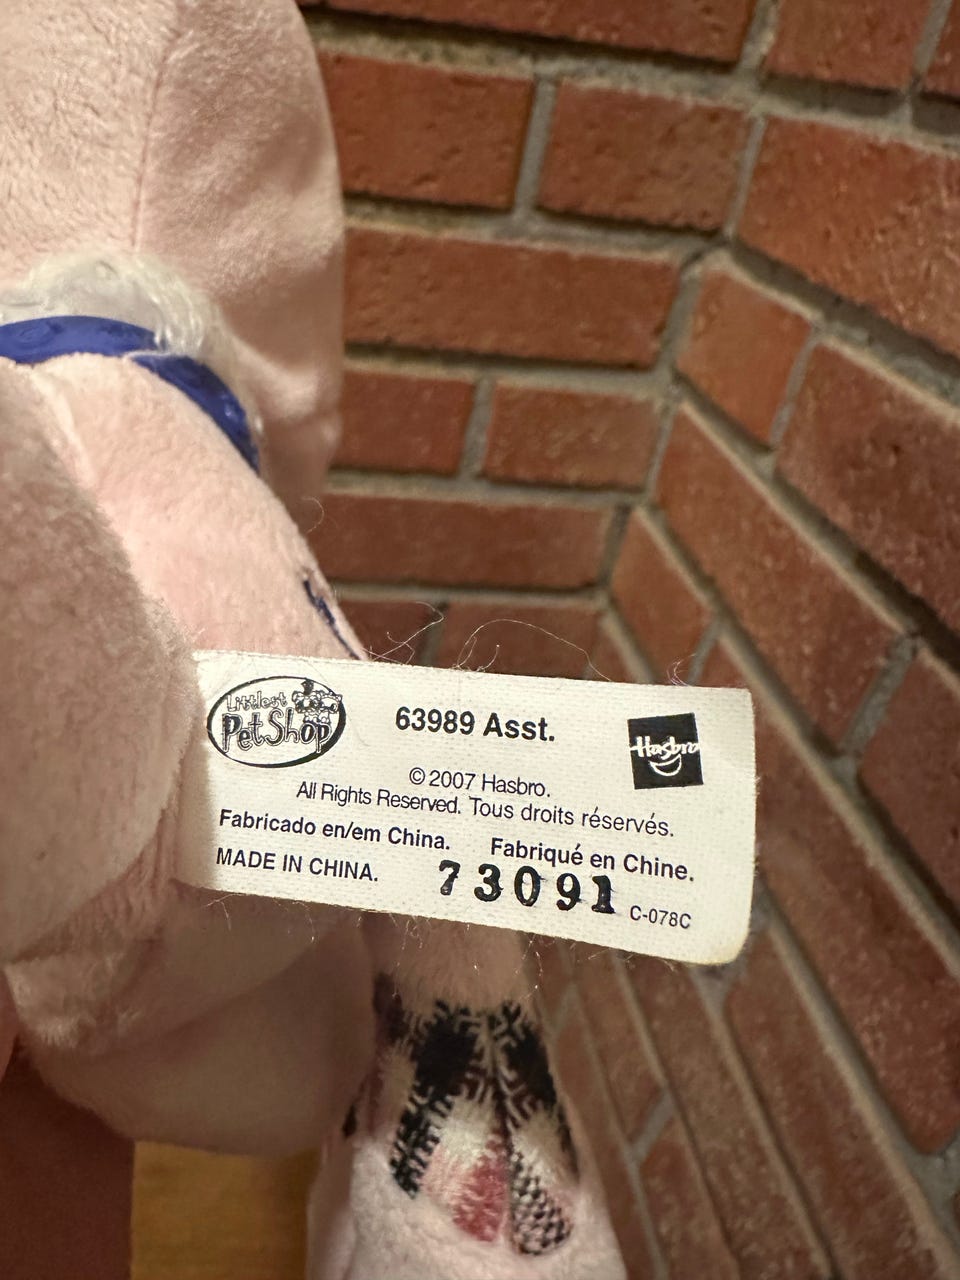 Littlest
PetShop
63989 Asst.
Hasbro
© 2007 Hasbro.
All Rights Reserved. Tous droits réservés.
Fabricado en/em China. Fabriqué en Chine.
MADE IN CHINA. 73091 C-078C